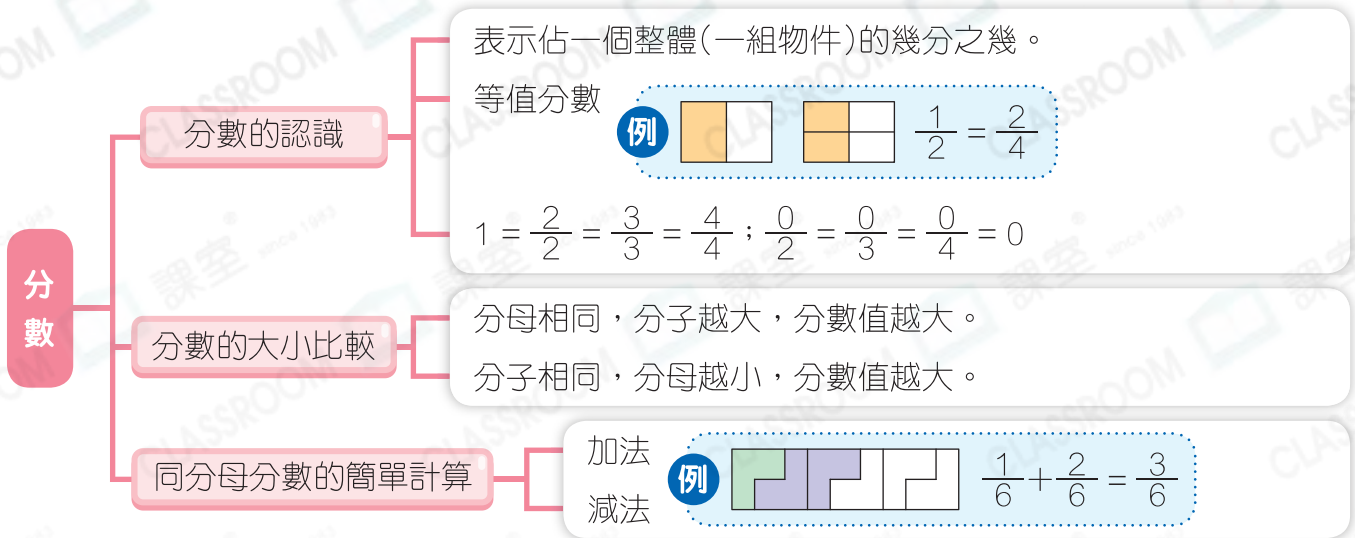 分數
分數的認識
表示佔一個整體(一組物件)的幾分之幾。
等值分數
例 1/2 = 2/4
1 = 2/2 = 3/3 = 4/4 ; 0/2 = 0/3 = 0/4 = 0
分數的大小比較
分母相同，分子越大，分數值越大。
分子相同，分母越小，分數值越大。
同分母分數的簡單計算
加法
減法
例 1/6 + 2/6 = 3/6
CLASSROOM
課室
® since 1983